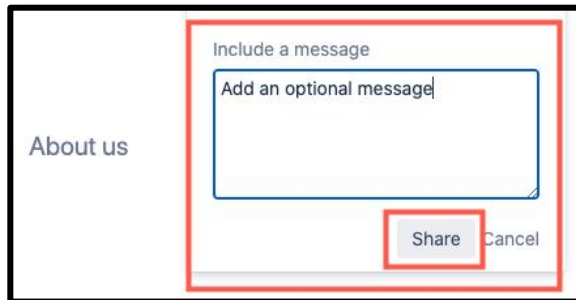 Include a message
Add an optional message
About us
Share Cancel